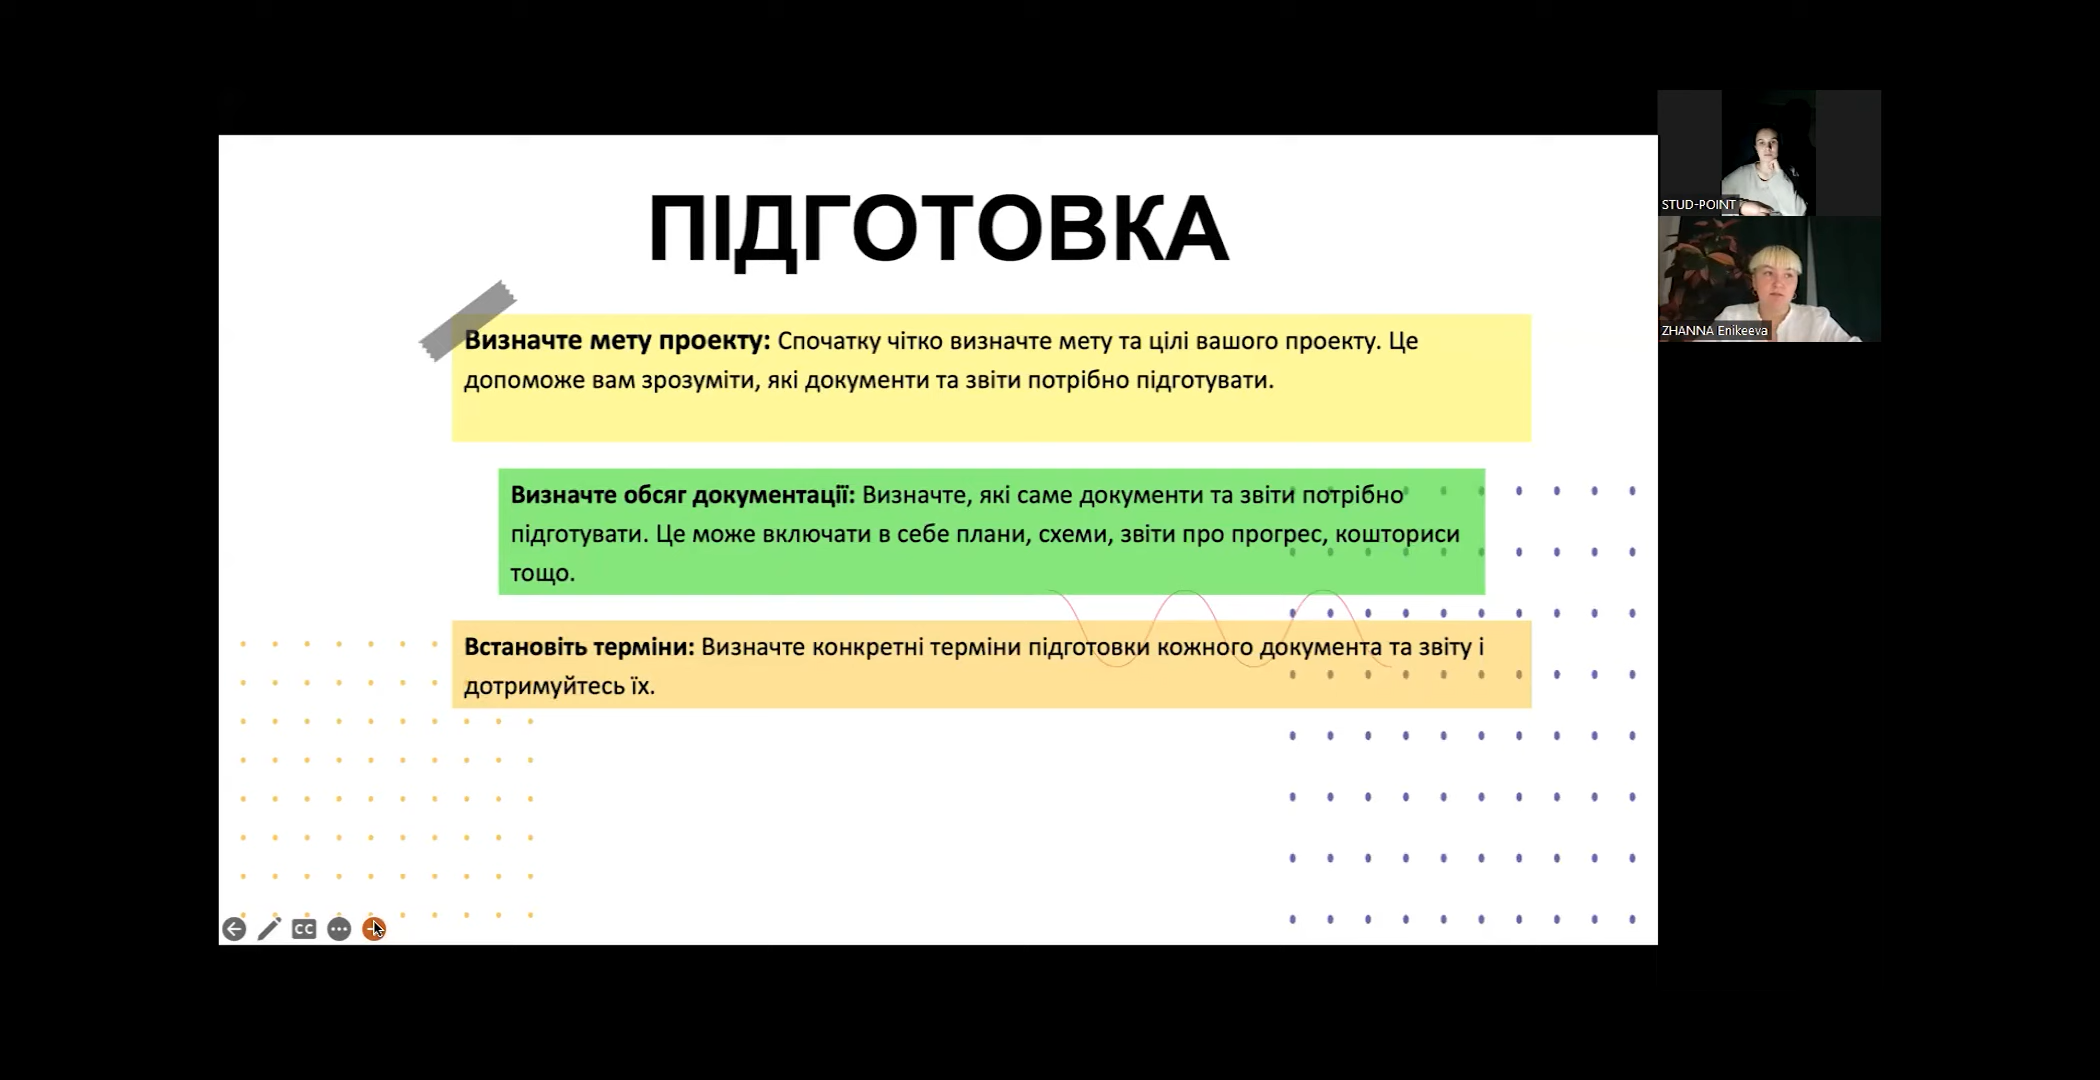 ПІДГОТОВКА
Визначте мету проекту: Спочатку чітко визначте мету та цілі вашого проекту. Це
допоможе вам зрозуміти, які документи та звіти потрібно підготувати.
Визначте обсяг документації: Визначте, які саме документи та звіти потрібно
підготувати. Це може включати в себе плани, схеми, звіти про прогрес, кошториси
тощо.
Встановіть терміни: Визначте конкретні терміни підготовки кожного документа та звіту і
дотримуйтесь їх.
CC
STUD-POINT
ZHANNA Enikeeva